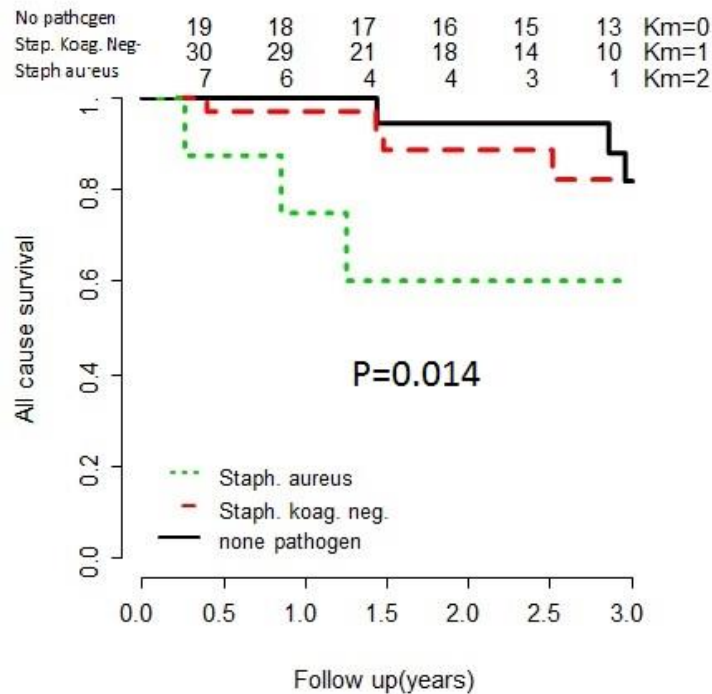 No pathogen 19 18 17 16 15 13 Km=0
Stap. Koag. Neg- 30 29 21 18 14 10 Km=1
Staph aureus 7 6 4 4 3 1 Km=2
All cause survival
1.
0.8
0.6
0.4
0.2
0.0
P=0.014
Staph. aureus
Staph. koag. neg.
none pathogen
0.0 0.5 1.0 1.5 2.0 2.5 3.0
Follow up(years)